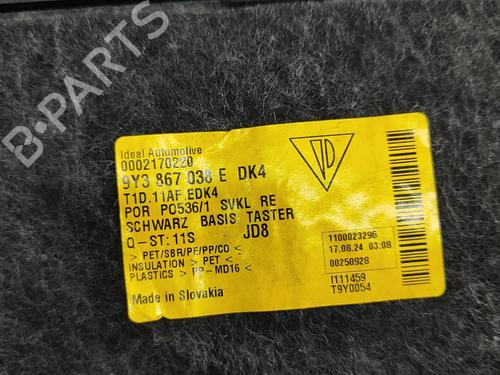 B-PARTS
Ideal Automotive
0002170220
9Y3 867 038 E DK4
T1D.11AF.EDK4
POR PO536/1 SVKL RE
SCHWARZ BASIS TASTER
Q-ST:11S JD8
> PET/SBR/PE/PP/CO <
INSULATION > PET <
PLASTICS > PP-MD16 <
Made in Slovakia
1100023296
17.08.24 03:08
00250928
I111459
T9Y0054